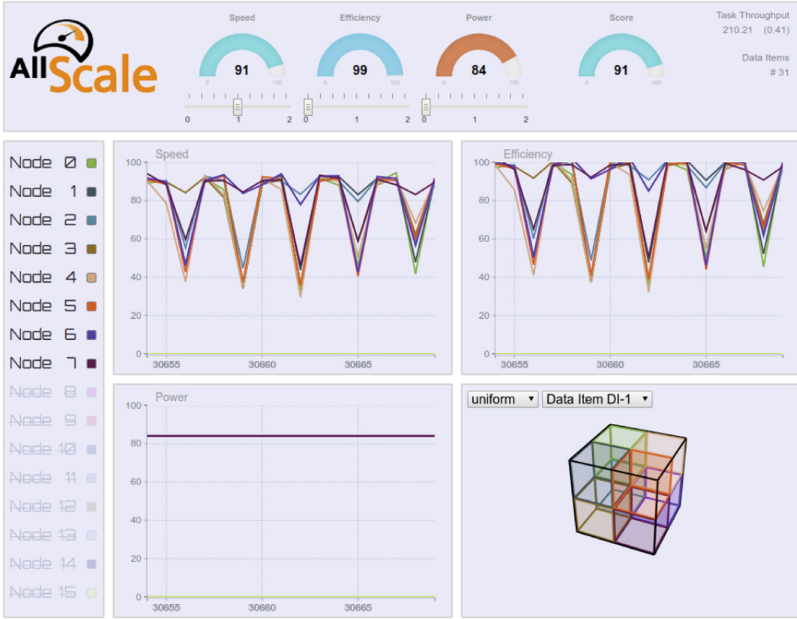 AllScale
Speed
Efficiency
Power
Score
Task Throughput
210.21 (0.41)
Data Items
# 31
91
99
84
91
0 100
0 100
0 100
0 100
0 1 2
0 1 2
0 1 2
Node 0
Node 1
Node 2
Node 3
Node 4
Node 5
Node 6
Node 7
Node 8
Node 9
Node 10
Node 11
Node 12
Node 13
Node 14
Node 15
Speed
100
80
60
40
20
0
30655 30660 30665
Efficiency
100
80
60
40
20
0
30655 30660 30665
Power
100
80
60
40
20
0
30655 30660 30665
uniform
Data Item DI-1